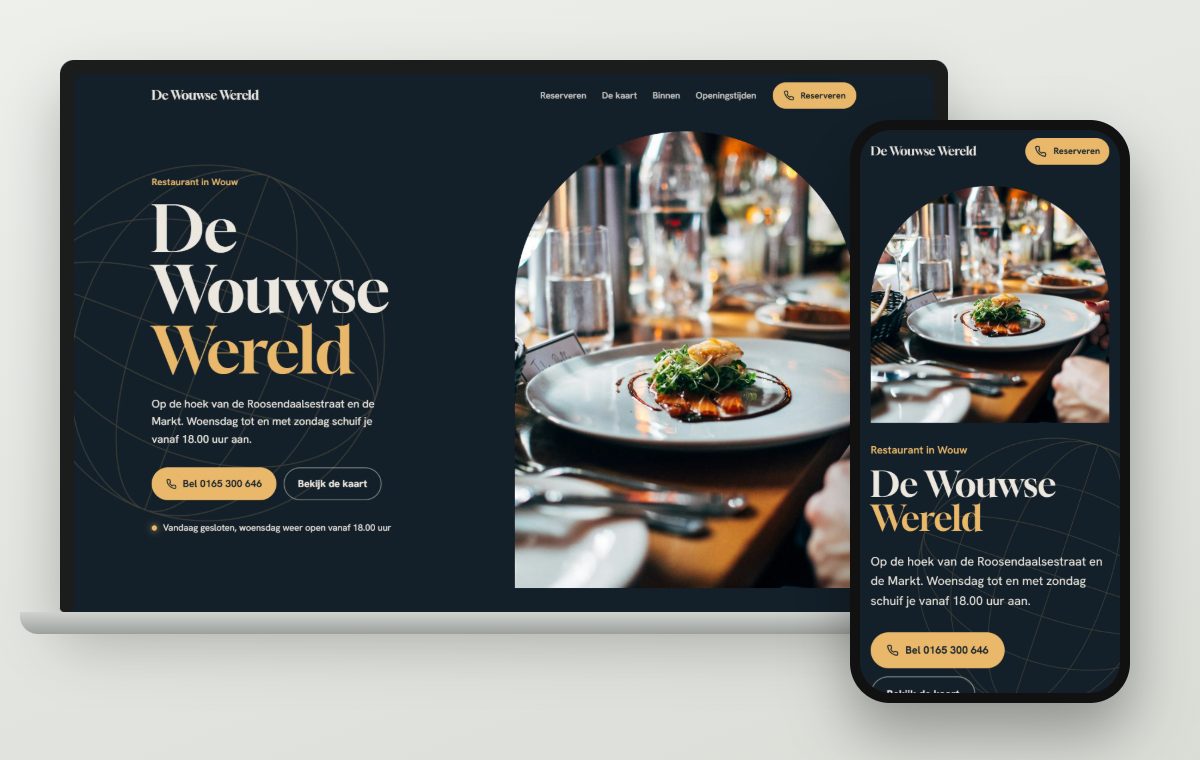 De Wouwse Wereld
Reserveren De kaart Binnen Openingstijden Reserveren
Restaurant in Wouw
De
Wouwse
Wereld
Op de hoek van de Roosendaalsestraat en de
Markt. Woensdag tot en met zondag schuif je
vanaf 18.00 uur aan.
Bel 0165 300 646 Bekijk de kaart
Vandaag gesloten, woensdag weer open vanaf 18.00 uur
De Wouwse Wereld Reserveren
Restaurant in Wouw
De Wouwse
Wereld
Op de hoek van de Roosendaalsestraat en
de Markt. Woensdag tot en met zondag
schuif je vanaf 18.00 uur aan.
Bel 0165 300 646
Bekijk de kaart